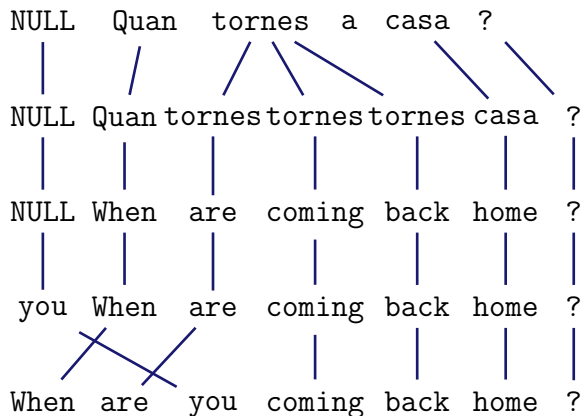 NULL Quan tornes a casa ?
NULL Quan tornes tornes tornes casa ?
NULL When are coming back home ?
you When are coming back home ?
When are you coming back home ?